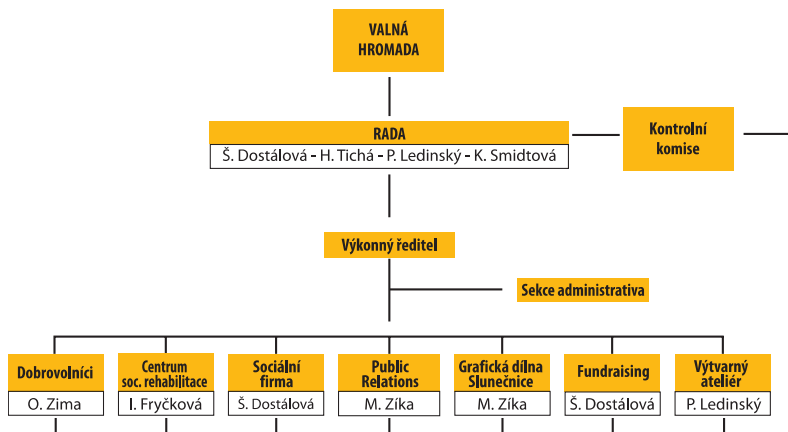 VALNÁ
HROMADA
RADA
Š. Dostálová - H. Tichá - P. Ledinský - K. Smidtová
Kontrolní
komise
Výkonný ředitel
Sekce administrativa
Dobrovolníci
O. Zima
Centrum
soc. rehabilitace
I. Fryčková
Sociální
firma
Š. Dostálová
Public
Relations
M. Zíka
Grafická dílna
Slunečnice
M. Zíka
Fundraising
Š. Dostálová
Výtvarný
ateliér
P. Ledinský